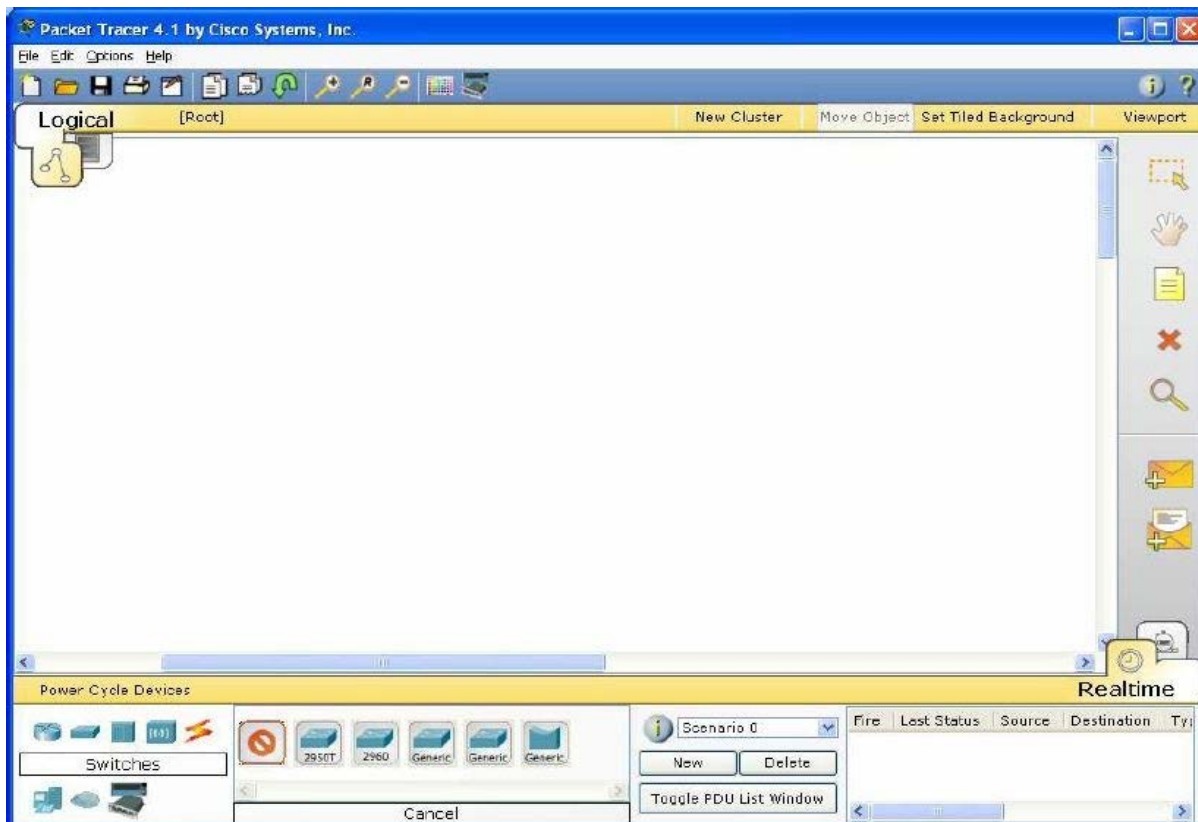 Packet Tracer 4.1 by Cisco Systems, Inc.
File Edit Options Help
Logical [Root] New Cluster Move Object Set Tiled Background Viewport
Power Cycle Devices Realtime
Switches
2950T 2960 Generic Generic Generic
Cancel
Scenario 0
New Delete
Toggle PDU List Window
Fire Last Status Source Destination Ty